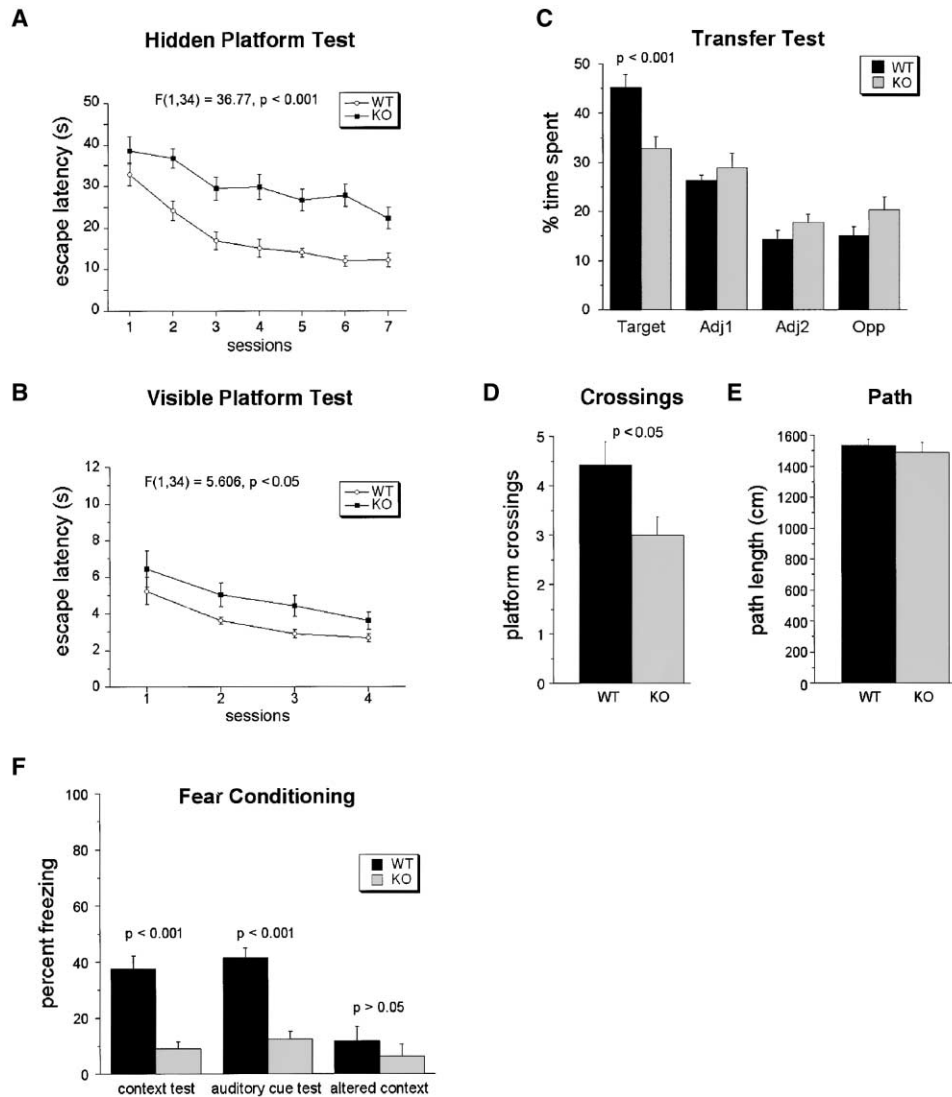 A
Hidden Platform Test
F(1,34) = 36.77, p < 0.001
WT
KO
escape latency (s)
50
40
30
20
10
0
1 2 3 4 5 6 7
sessions
B
Visible Platform Test
F(1,34) = 5.606, p <0.05
WT
KO
escape latency (s)
12
10
8
6
4
2
0
1 2 3 4
sessions
C
Transfer Test
p < 0.001
WT
KO
% time spent
50
40
30
20
10
0
Target Adj1 Adj2 Opp
D
Crossings
p <0.05
platform crossings
5
4
3
2
1
0
WT KO
E
Path
path length (cm)
1600
1400
1200
1000
800
600
400
200
0
WT KO
F
Fear Conditioning
WT
KO
percent freezing
100
80
60
40
20
0
p < 0.001
p < 0.001
p > 0.05
context test auditory cue test altered context